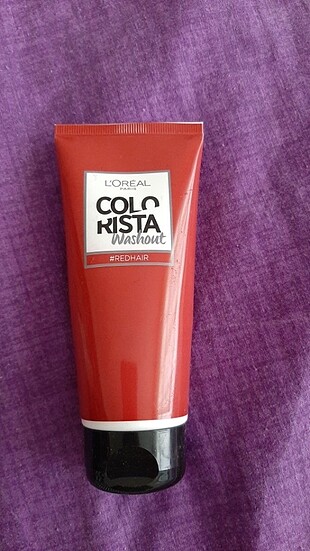 L'ORÉAL
PARIS
COLO
RISTA
Washout
#REDHAIR